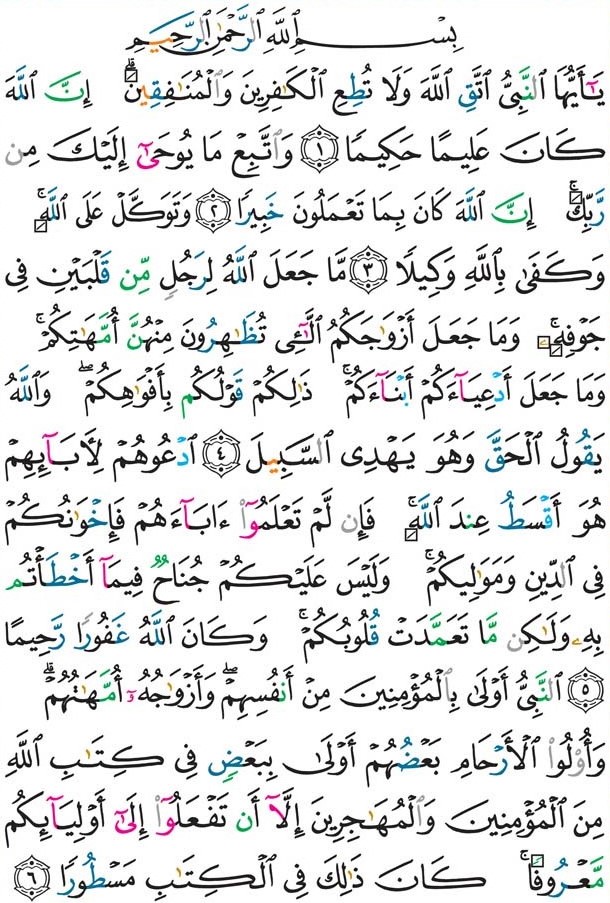 بِسْمِ ٱللَّهِ ٱلرَّحْمَٰنِ ٱلرَّحِيمِ
يَٰٓأَيُّهَا ٱلنَّبِىُّ ٱتَّقِ ٱللَّهَ وَلَا تُطِعِ ٱلْكَٰفِرِينَ وَٱلْمُنَٰفِقِينَۗ إِنَّ ٱللَّهَ
كَانَ عَلِيمًا حَكِيمًا ١ وَٱتَّبِعْ مَا يُوحَىٰٓ إِلَيْكَ مِن
رَّبِّكَۚ إِنَّ ٱللَّهَ كَانَ بِمَا تَعْمَلُونَ خَبِيرًا ٢ وَتَوَكَّلْ عَلَى ٱللَّهِۚ
وَكَفَىٰ بِٱللَّهِ وَكِيلًا ٣ مَّا جَعَلَ ٱللَّهُ لِرَجُلٍ مِّن قَلْبَيْنِ فِى
جَوْفِهِۦۚ وَمَا جَعَلَ أَزْوَٰجَكُمُ ٱلَّٰٓـِٔى تُظَٰهِرُونَ مِنْهُنَّ أُمَّهَٰتِكُمْۚ
وَمَا جَعَلَ أَدْعِيَآءَكُمْ أَبْنَآءَكُمْۚ ذَٰلِكُمْ قَوْلُكُم بِأَفْوَٰهِكُمْۖ وَٱللَّهُ
يَقُولُ ٱلْحَقَّ وَهُوَ يَهْدِى ٱلسَّبِيلَ ٤ ٱدْعُوهُمْ لِأَبَآئِهِمْ
هُوَ أَقْسَطُ عِندَ ٱللَّهِۚ فَإِن لَّمْ تَعْلَمُوٓا۟ ءَابَآءَهُمْ فَإِخْوَٰنُكُمْ
فِى ٱلدِّينِ وَمَوَٰلِيكُمْۚ وَلَيْسَ عَلَيْكُمْ جُنَاحٌ فِيمَآ أَخْطَأْتُم
بِهِۦ وَلَٰكِن مَّا تَعَمَّدَتْ قُلُوبُكُمْۚ وَكَانَ ٱللَّهُ غَفُورًا رَّحِيمًا
٥ ٱلنَّبِىُّ أَوْلَىٰ بِٱلْمُؤْمِنِينَ مِنْ أَنفُسِهِمْۖ وَأَزْوَٰجُهُۥٓ أُمَّهَٰتُهُمْۗ
وَأُو۟لُوا۟ ٱلْأَرْحَامِ بَعْضُهُمْ أَوْلَىٰ بِبَعْضٍ فِى كِتَٰبِ ٱللَّهِ
مِنَ ٱلْمُؤْمِنِينَ وَٱلْمُهَٰجِرِينَ إِلَّآ أَن تَفْعَلُوٓا۟ إِلَىٰٓ أَوْلِيَآئِكُم
مَّعْرُوفًاۚ كَانَ ذَٰلِكَ فِى ٱلْكِتَٰبِ مَسْطُورًا ٦